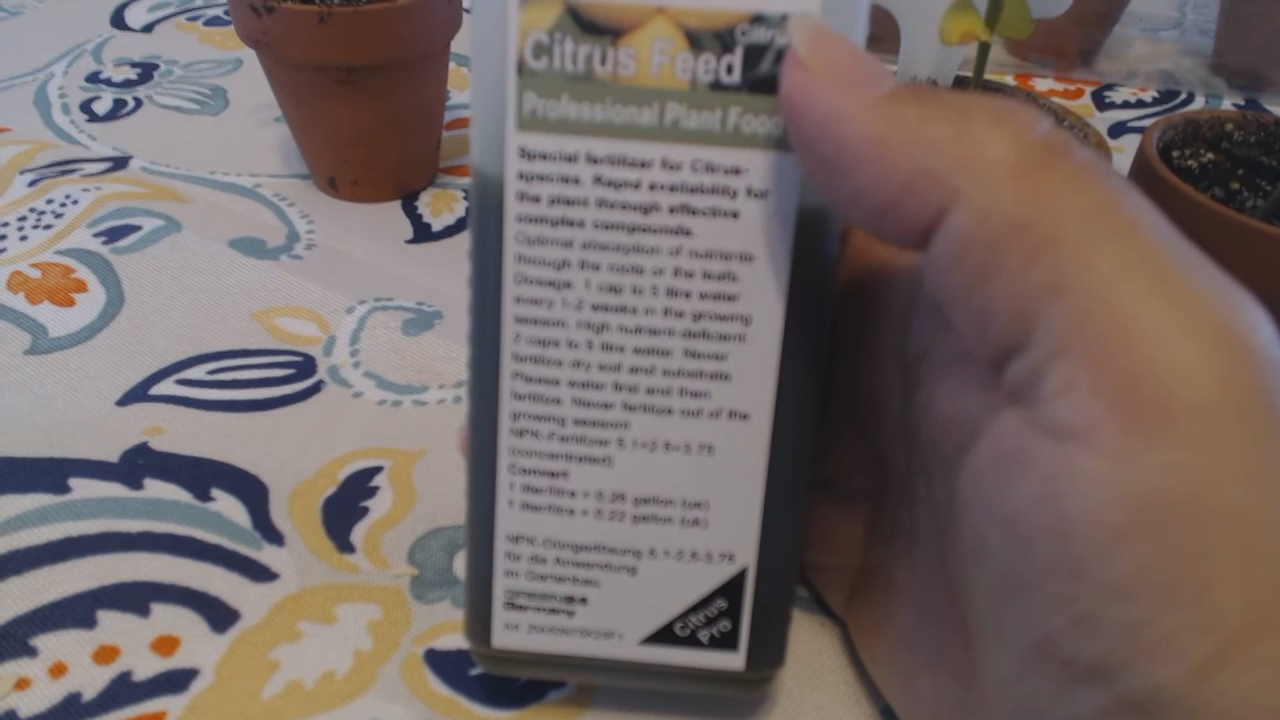 Citrus
Citrus Feed
Professional Plant Food
Special fertilizer for Citrus-
species. Rapid availability for
the plant through effective
complex compounds.
Optimal absorption of nutrients
through the roots or the leafs.
Dosage. 1 cap to 5 litre water
every 1-2 weeks in the growing
season. High nutrient-deficient
2 caps to 5 litre water. Never
fertilize dry soil and substrate.
Please water first and then
fertilize. Never fertilize out of the
growing season!
NPK-Fertilizer
(concentrated)
Convert
1 liter/litre = 0.26 gallon
1 liter/litre = 0.22 gallon (uk)
NPK-Düngerlösung
für die Anwendung
im Gartenbau
Germany
Citrus
Pro